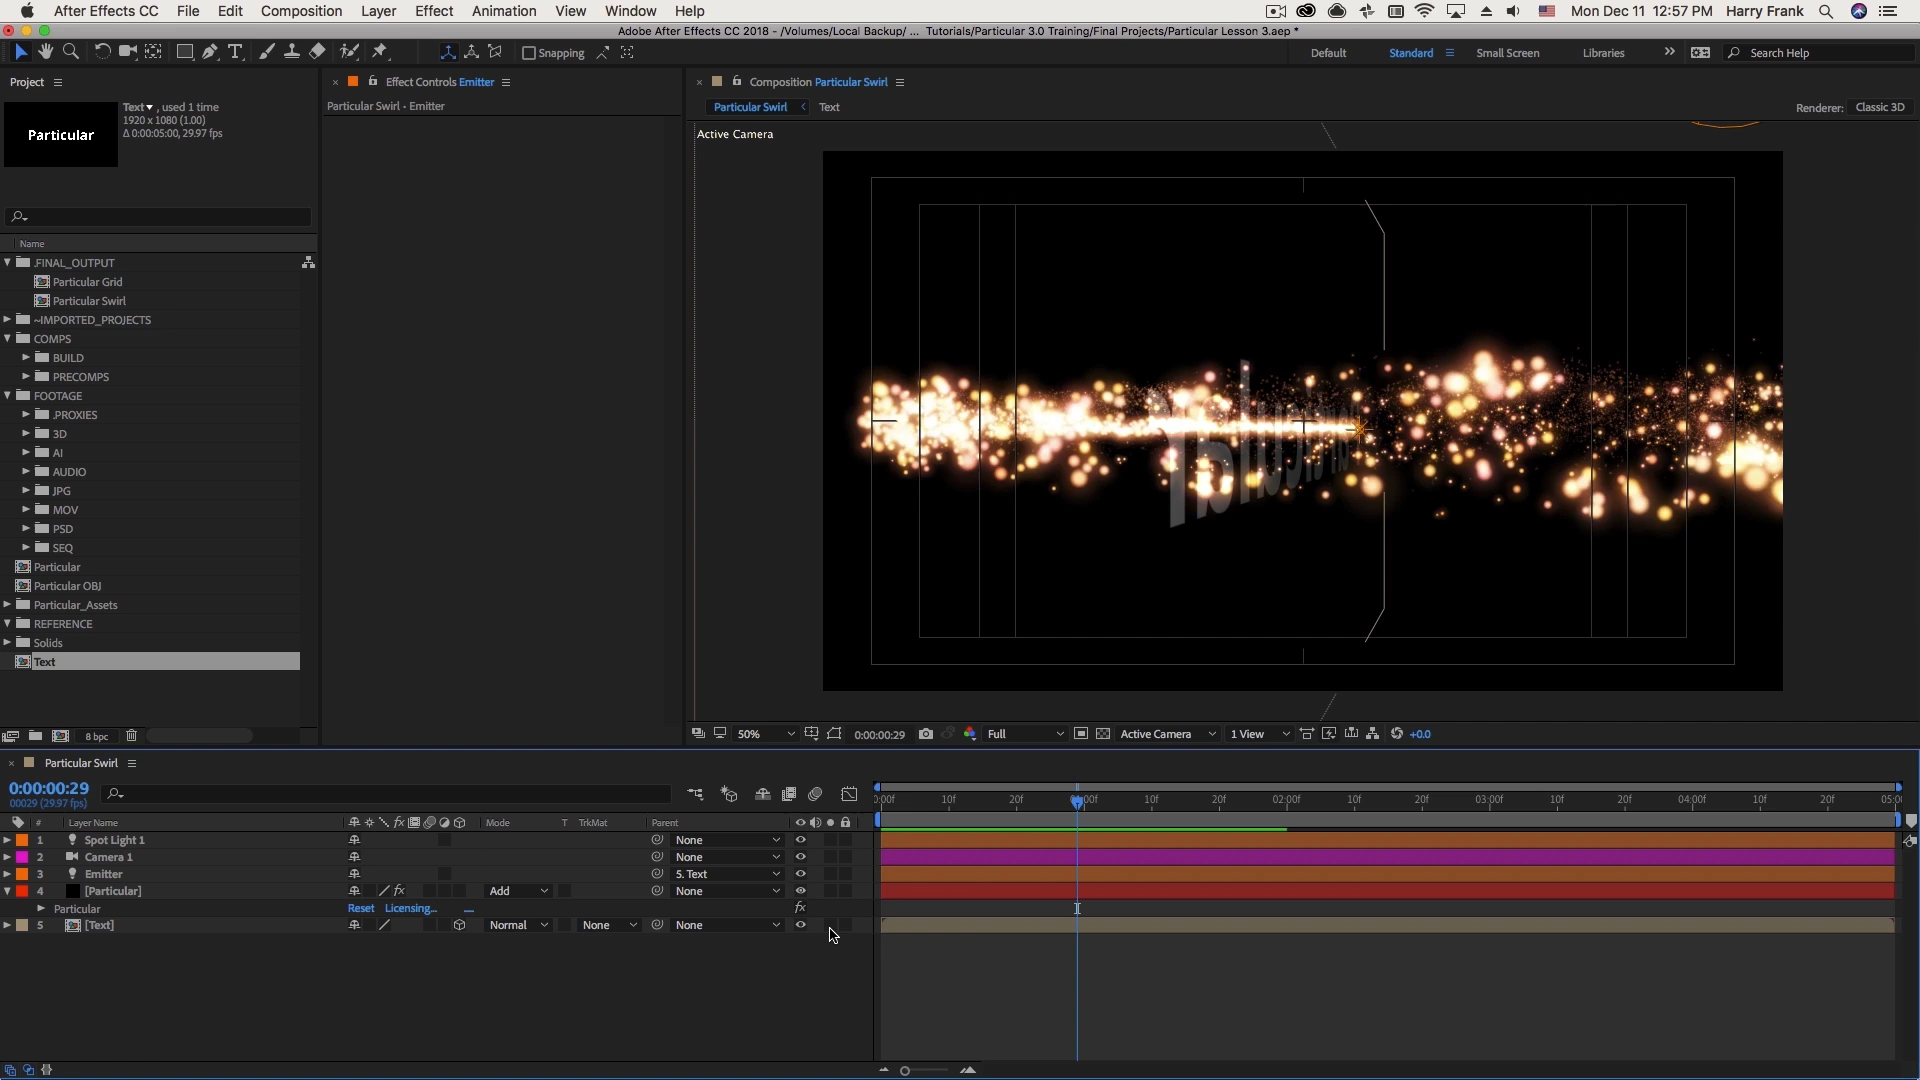 After Effects CC File Edit Composition Layer Effect Animation View Window Help Mon Dec 11 12:57 PM Harry Frank
Adobe After Effects CC 2018 - /Volumes/Local Backup/ ... Tutorials/Particular 3.0 Training/Final Projects/Particular Lesson 3.aep *
Snapping Default Standard Small Screen Libraries Search Help
Project Effect Controls Emitter Composition Particular Swirl
Text , used 1 time
1920 x 1080 (1.00)
Δ 0:00:05:00, 29.97 fps
Particular
Particular Swirl • Emitter
Particular Swirl Text Renderer: Classic 3D
Active Camera
Name
.FINAL_OUTPUT
Particular Grid
Particular Swirl
~IMPORTED_PROJECTS
COMPS
BUILD
PRECOMPS
FOOTAGE
.PROXIES
3D
AI
AUDIO
JPG
MOV
PSD
SEQ
Particular
Particular OBJ
Particular_Assets
REFERENCE
Solids
Text
8 bpc
50% 0:00:00:29 Full Active Camera 1 View +0.0
Particular Swirl
0:00:00:29
00029 (29.97 fps)
0:00f 10f 20f 00f 10f 20f 02:00f 10f 20f 03:00f 10f 20f 04:00f 10f 20f 05:0
# Layer Name fx Mode T TrkMat Parent
1 Spot Light 1 None
2 Camera 1 None
3 Emitter 5. Text
4 [Particular] fx Add None
Particular Reset Licensing... fx
5 [Text] Normal None None